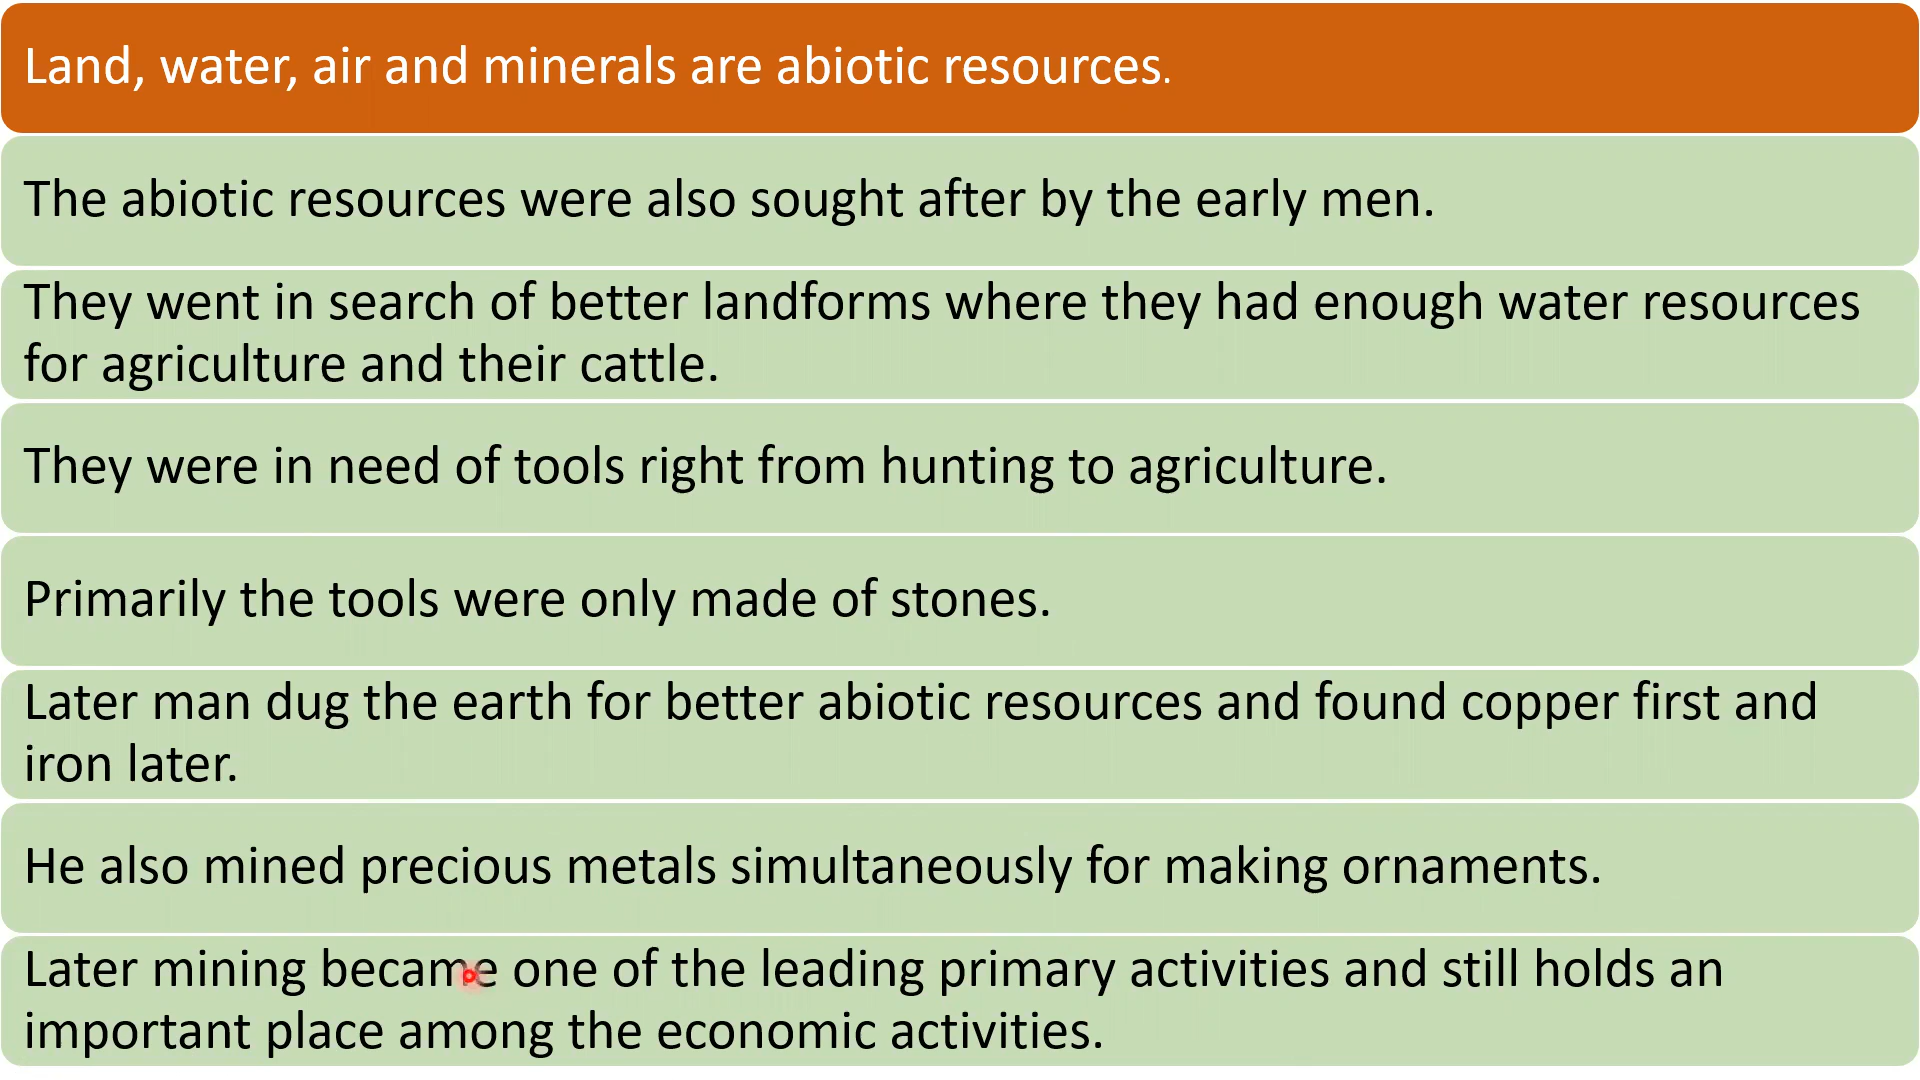 Land, water, air and minerals are abiotic resources.
The abiotic resources were also sought after by the early men.
They went in search of better landforms where they had enough water resources
for agriculture and their cattle.
They were in need of tools right from hunting to agriculture.
Primarily the tools were only made of stones.
Later man dug the earth for better abiotic resources and found copper first and
iron later.
He also mined precious metals simultaneously for making ornaments.
Later mining became one of the leading primary activities and still holds an
important place among the economic activities.